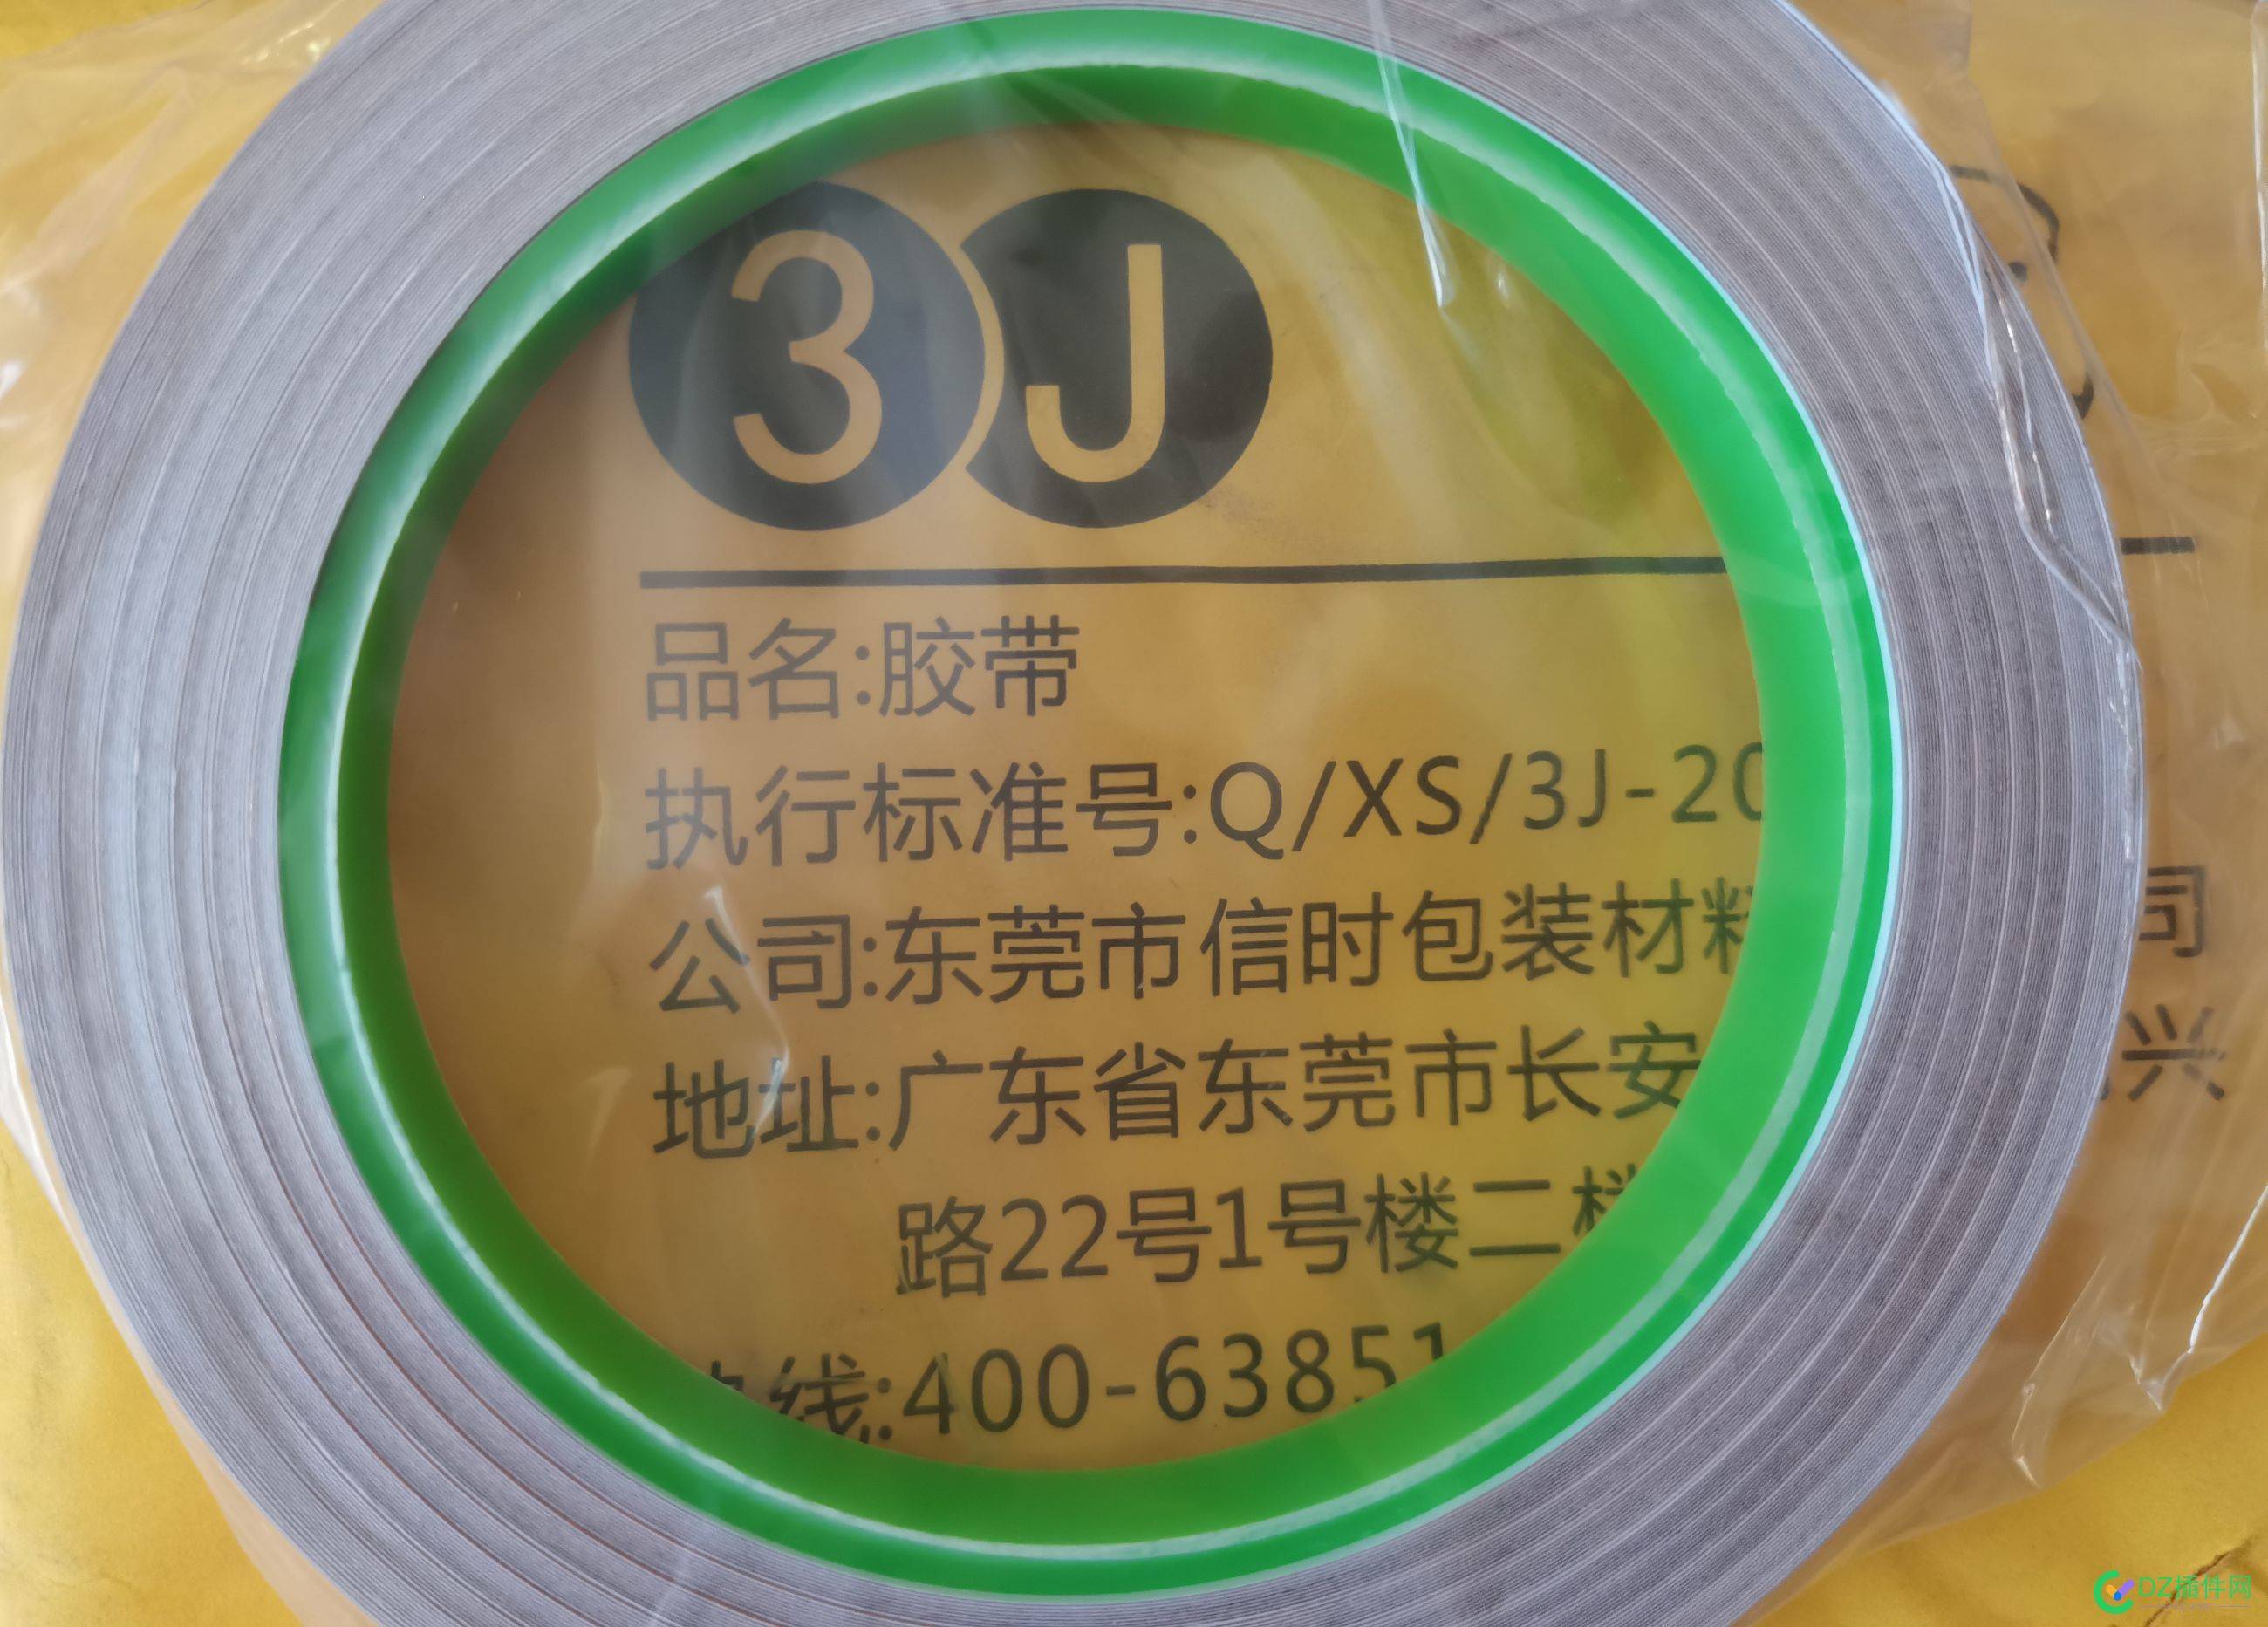 3J
品名:胶带
执行标准号:Q/XS/3J-20
公司:东莞市信时包装材料 司
地址:广东省东莞市长安 兴
路22号1号楼二
线:400-63851
DZ插件网